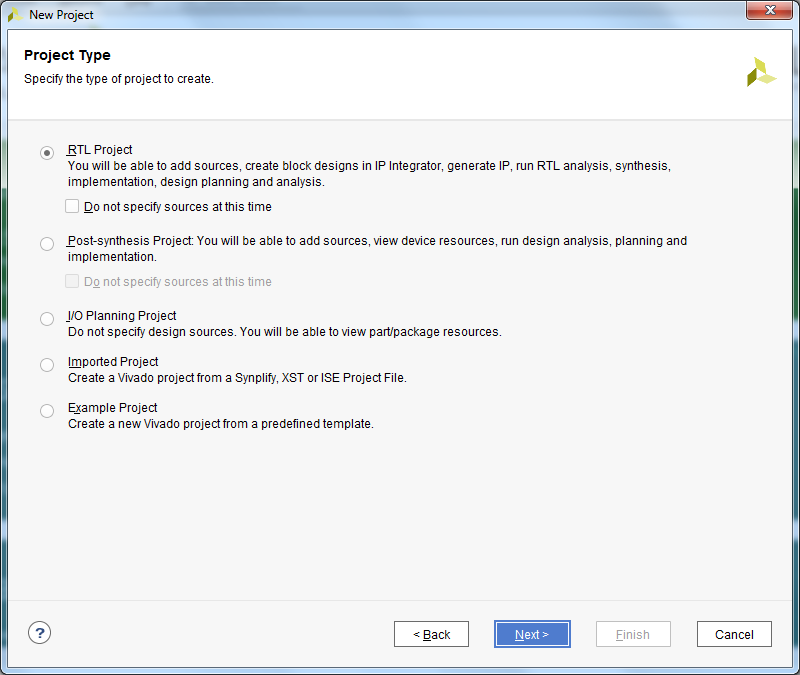 New Project
Project Type
Specify the type of project to create.
RTL Project
You will be able to add sources, create block designs in IP Integrator, generate IP, run RTL analysis, synthesis,
implementation, design planning and analysis.
Do not specify sources at this time
Post-synthesis Project: You will be able to add sources, view device resources, run design analysis, planning and
implementation.
Do not specify sources at this time
I/O Planning Project
Do not specify design sources. You will be able to view part/package resources.
Imported Project
Create a Vivado project from a Synplify, XST or ISE Project File.
Example Project
Create a new Vivado project from a predefined template.
?
< Back
Next >
Finish
Cancel